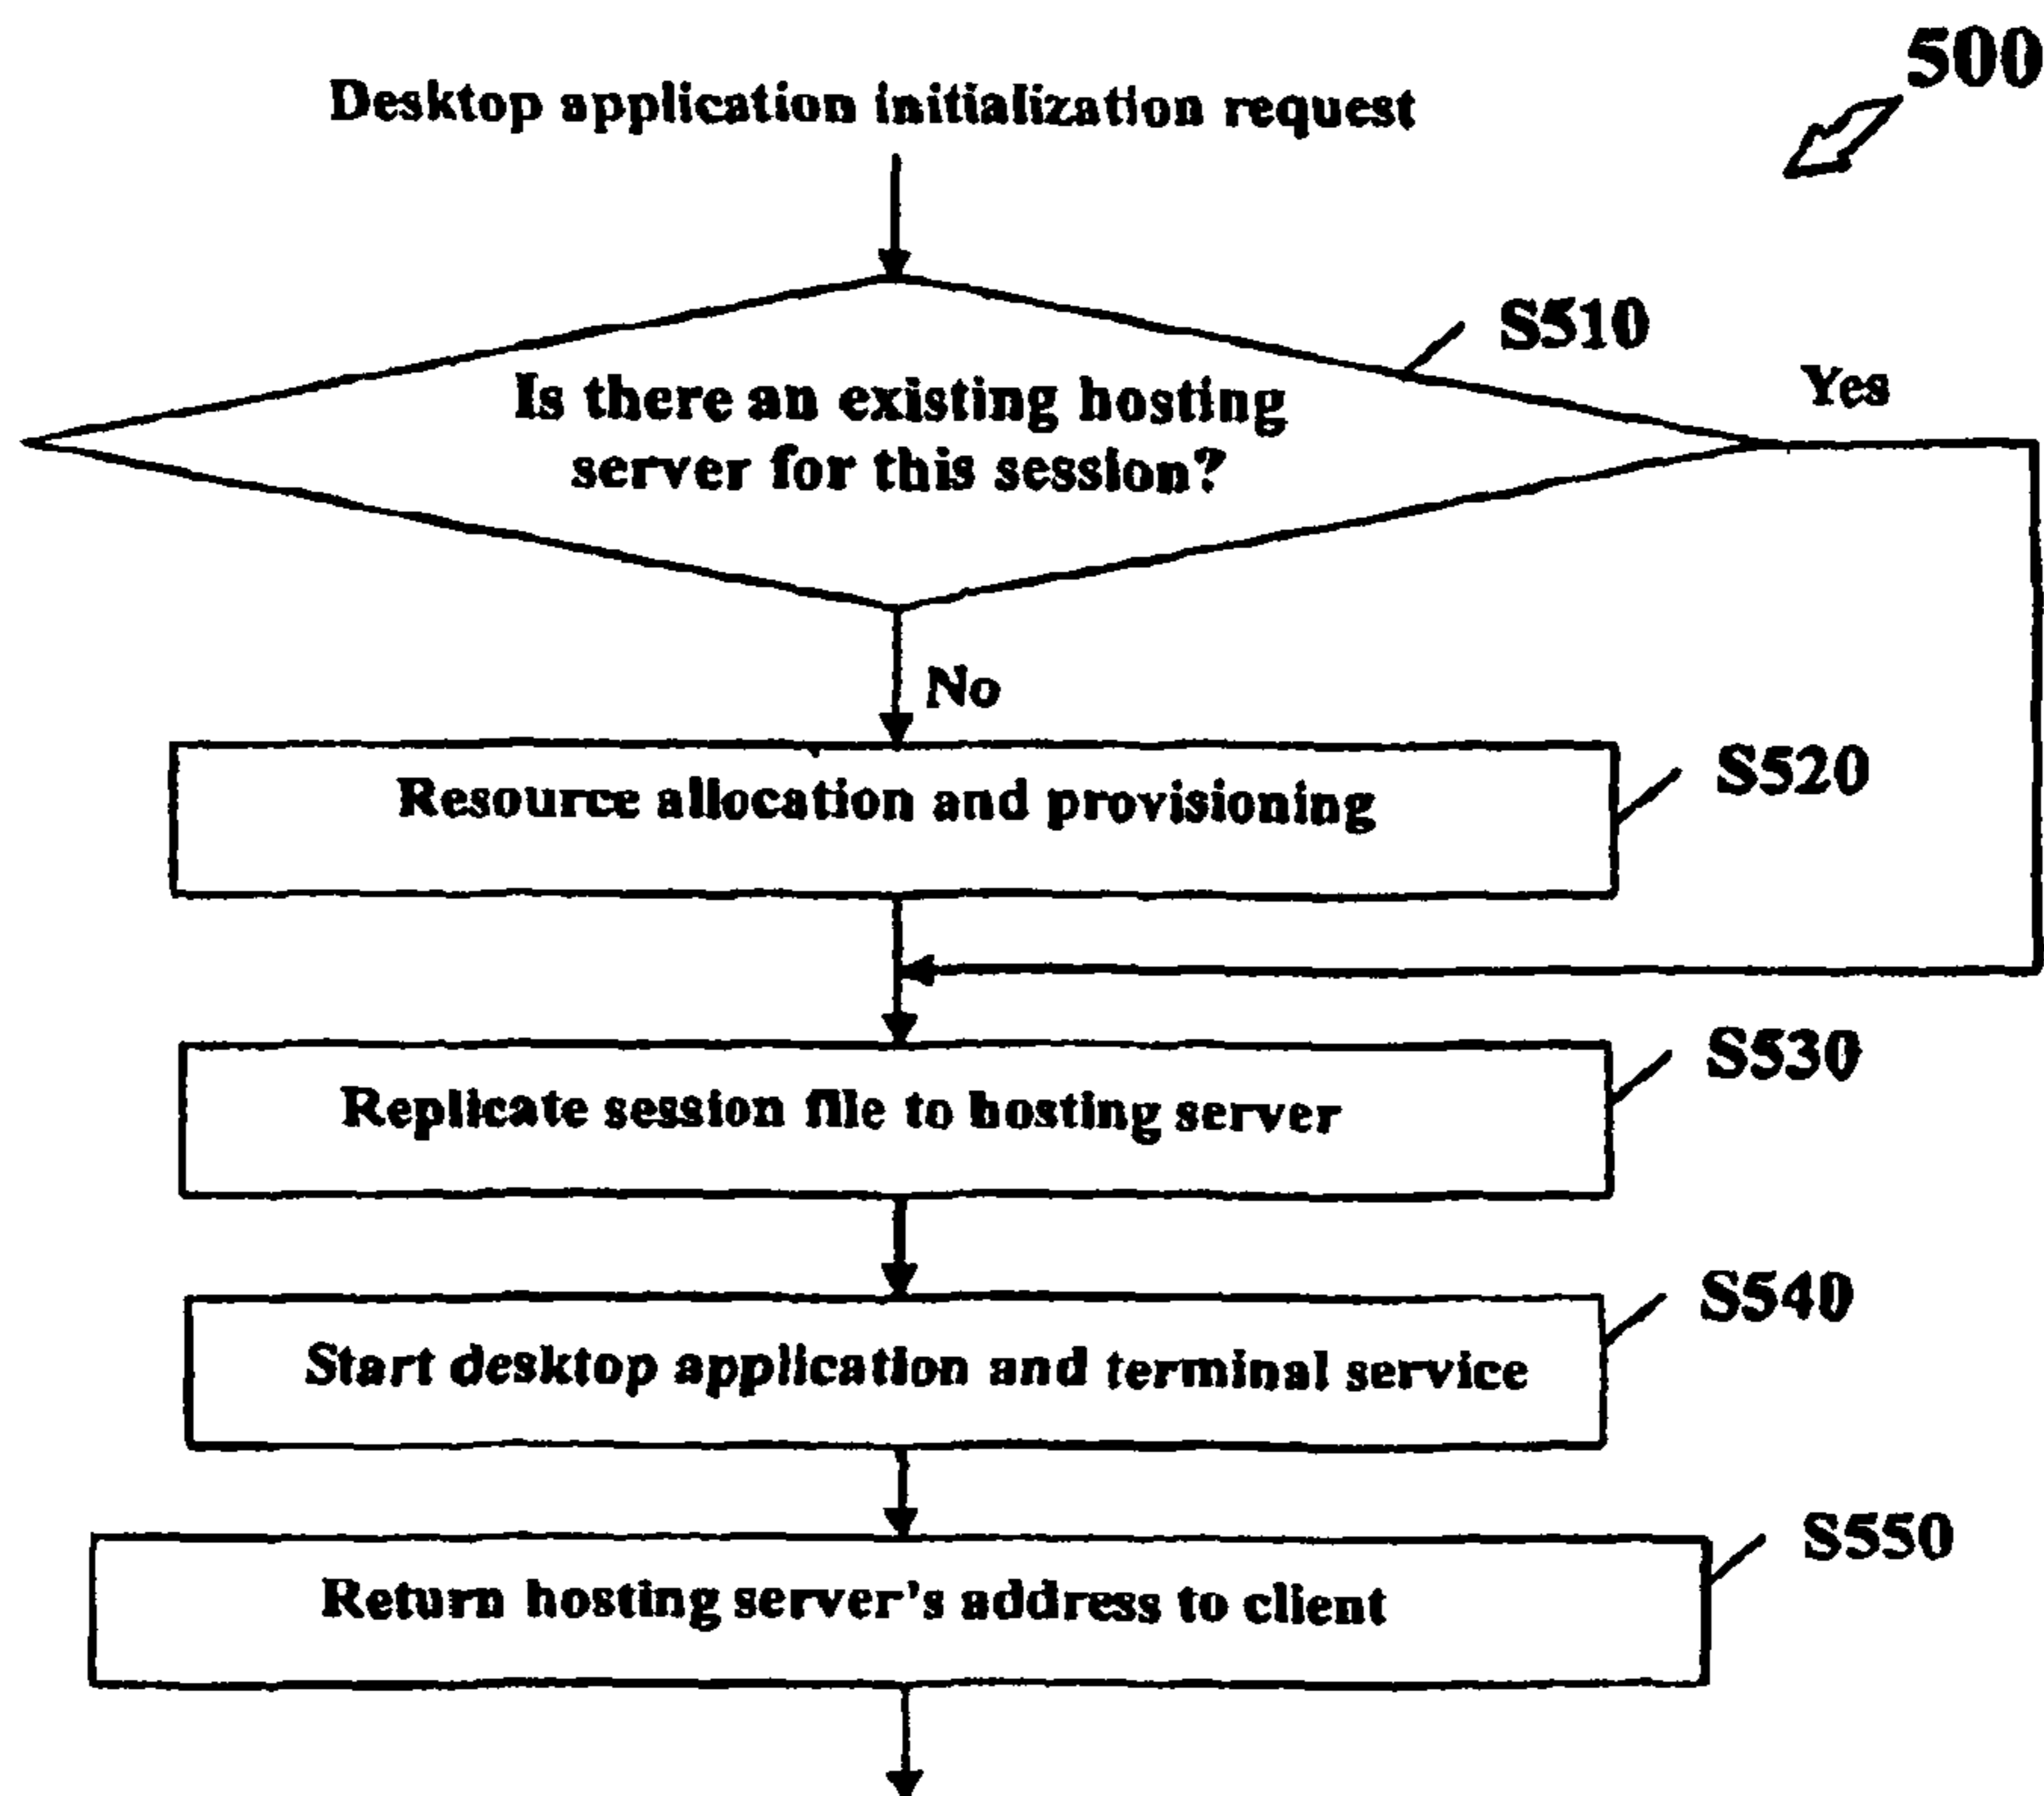 500
Desktop application initialization request
S510
Is there an existing hosting
server for this session?
Yes
No
Resource allocation and provisioning
S520
Replicate session file to hosting server
S530
Start desktop application and terminal service
S540
Return hosting server's address to client
S550